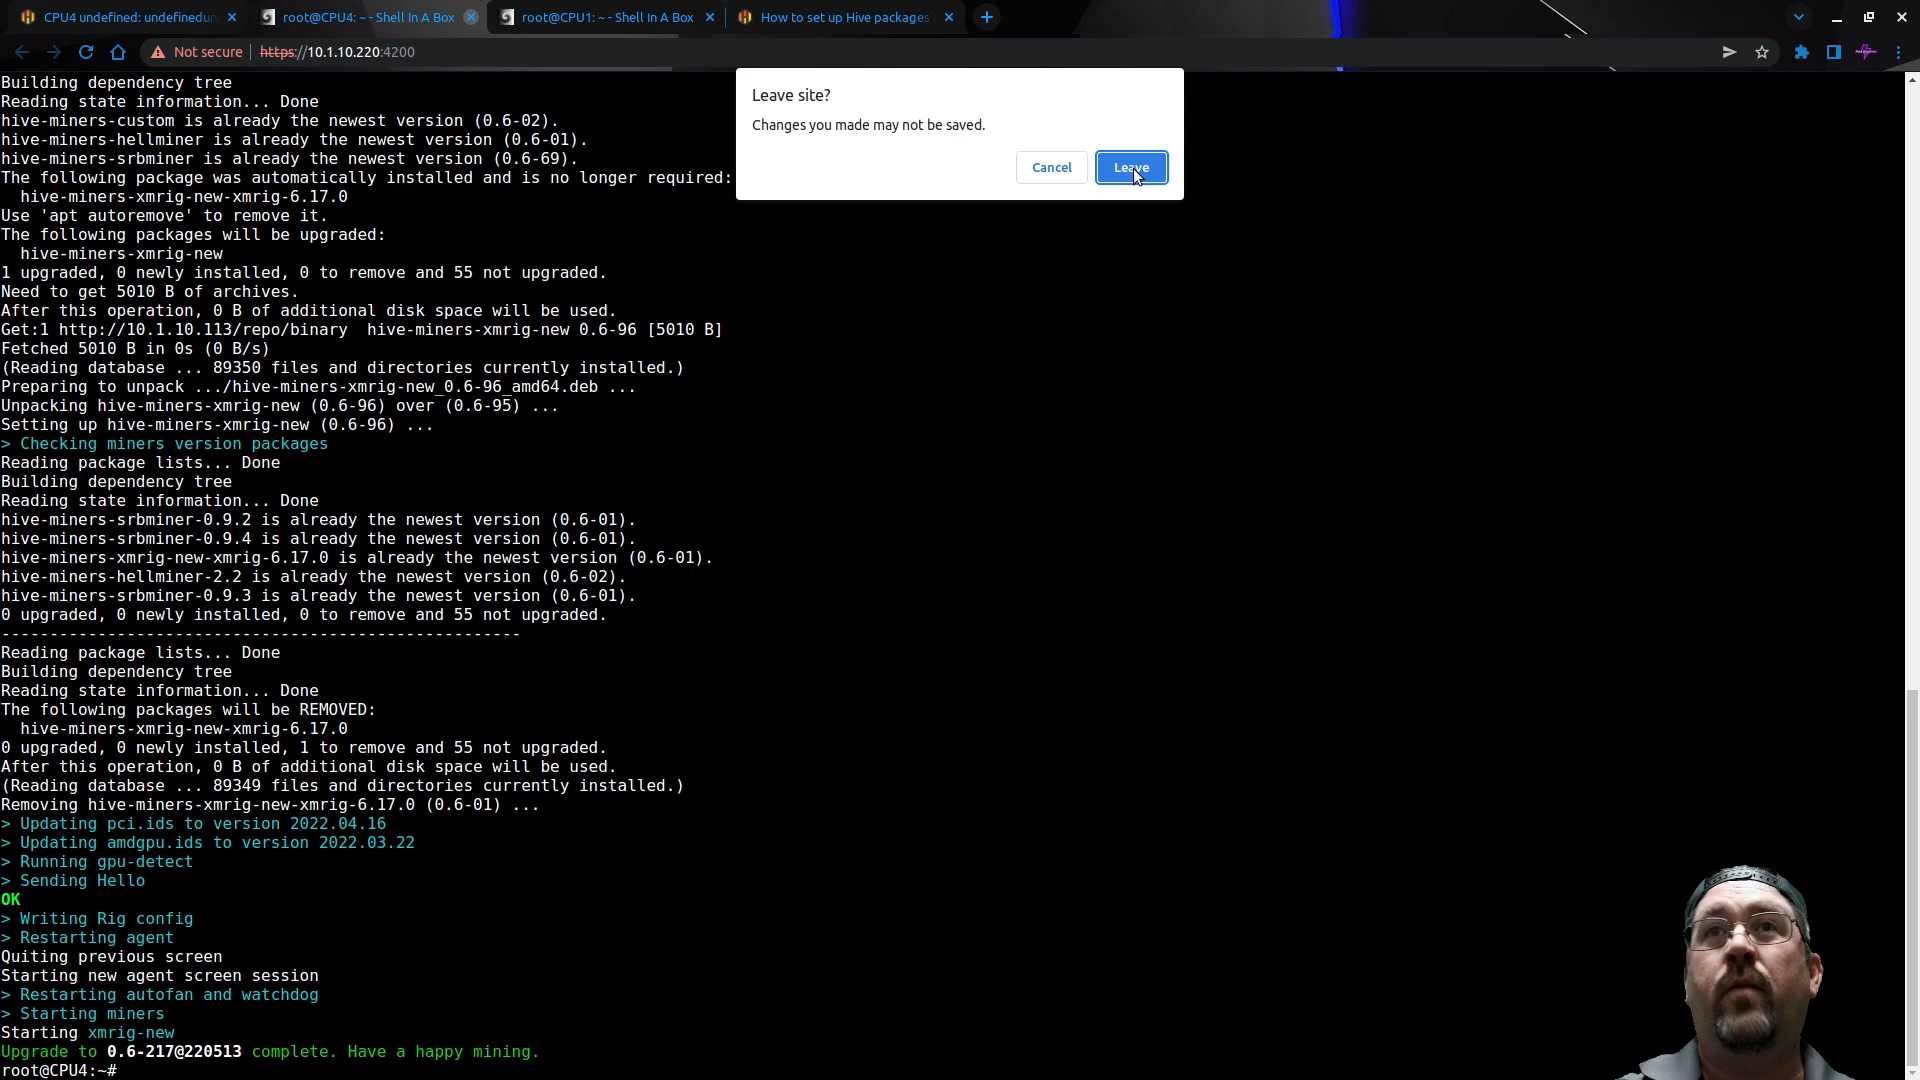 CPU4 undefined: undefinedun
root@CPU4: ~ - Shell In A Box
root@CPU1: ~ - Shell In A Box
How to set up Hive packages
Not secure
https://10.1.10.220:4200
Leave site?
Changes you made may not be saved.
Cancel
Leave
Building dependency tree
Reading state information... Done
hive-miners-custom is already the newest version (0.6-02).
hive-miners-hellminer is already the newest version (0.6-01).
hive-miners-srbminer is already the newest version (0.6-69).
The following package was automatically installed and is no longer required:
hive-miners-xmrig-new-xmrig-6.17.0
Use 'apt autoremove' to remove it.
The following packages will be upgraded:
hive-miners-xmrig-new
1 upgraded, 0 newly installed, 0 to remove and 55 not upgraded.
Need to get 5010 B of archives.
After this operation, 0 B of additional disk space will be used.
Get:1 http://10.1.10.113/repo/binary  hive-miners-xmrig-new 0.6-96 [5010 B]
Fetched 5010 B in 0s (0 B/s)
(Reading database ... 89350 files and directories currently installed.)
Preparing to unpack .../hive-miners-xmrig-new_0.6-96_amd64.deb ...
Unpacking hive-miners-xmrig-new (0.6-96) over (0.6-95) ...
Setting up hive-miners-xmrig-new (0.6-96) ...
> Checking miners version packages
Reading package lists... Done
Building dependency tree
Reading state information... Done
hive-miners-srbminer-0.9.2 is already the newest version (0.6-01).
hive-miners-srbminer-0.9.4 is already the newest version (0.6-01).
hive-miners-xmrig-new-xmrig-6.17.0 is already the newest version (0.6-01).
hive-miners-hellminer-2.2 is already the newest version (0.6-02).
hive-miners-srbminer-0.9.3 is already the newest version (0.6-01).
0 upgraded, 0 newly installed, 0 to remove and 55 not upgraded.
------------------------------------------------------
Reading package lists... Done
Building dependency tree
Reading state information... Done
The following packages will be REMOVED:
hive-miners-xmrig-new-xmrig-6.17.0
0 upgraded, 0 newly installed, 1 to remove and 55 not upgraded.
After this operation, 0 B of additional disk space will be used.
(Reading database ... 89349 files and directories currently installed.)
Removing hive-miners-xmrig-new-xmrig-6.17.0 (0.6-01) ...
> Updating pci.ids to version 2022.04.16
> Updating amdgpu.ids to version 2022.03.22
> Running gpu-detect
> Sending Hello
OK
> Writing Rig config
> Restarting agent
Quiting previous screen
Starting new agent screen session
> Restarting autofan and watchdog
> Starting miners
Starting xmrig-new
Upgrade to 0.6-217@220513 complete. Have a happy mining.
root@CPU4:~#